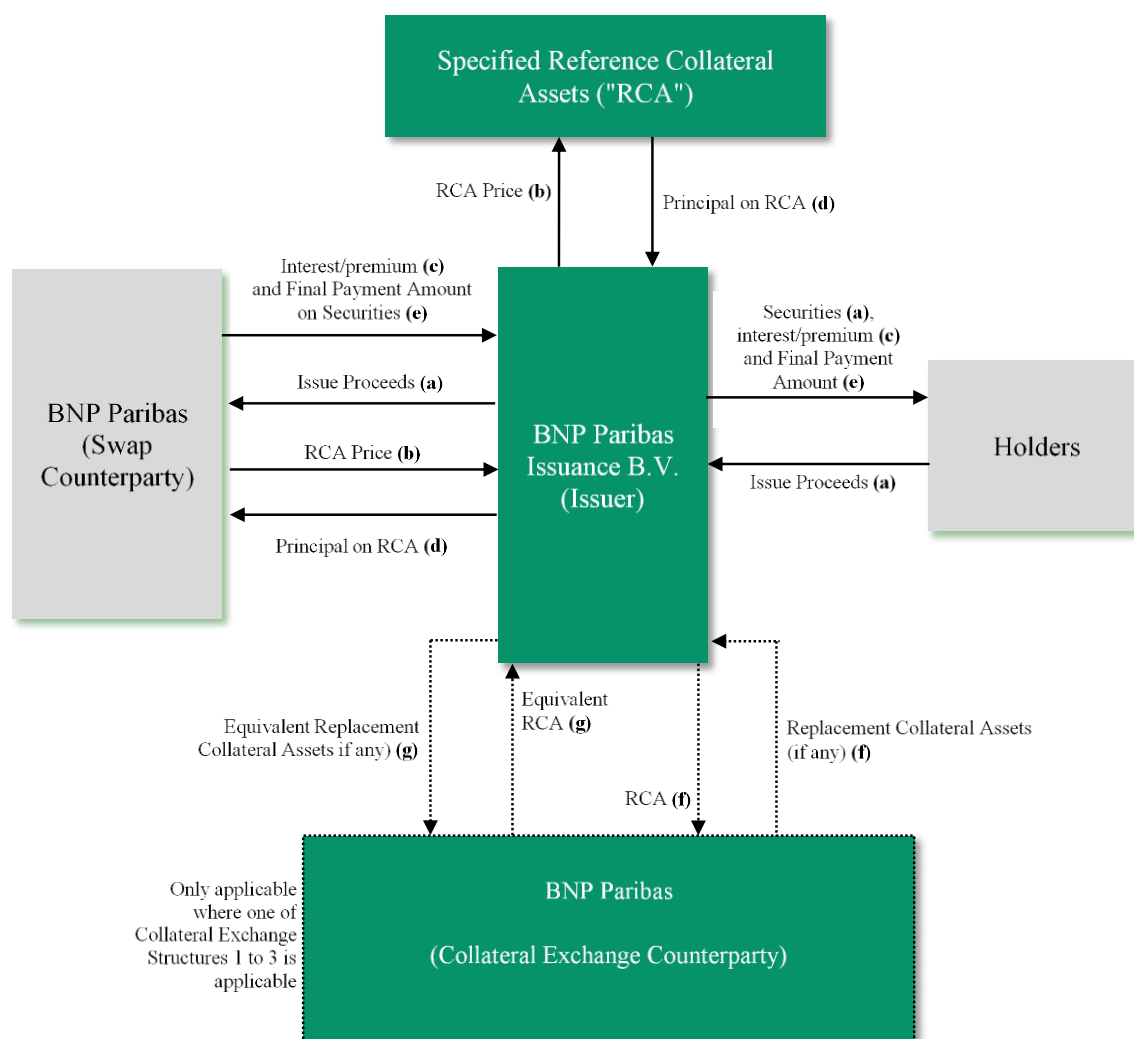 Specified Reference Collateral
Assets ("RCA")
RCA Price (b)
Principal on RCA (d)
Interest/premium (c)
and Final Payment Amount
on Securities (e)
Issue Proceeds (a)
RCA Price (b)
Principal on RCA (d)
BNP Paribas
(Swap
Counterparty)
BNP Paribas
Issuance B.V.
(Issuer)
Securities (a),
interest/premium (c)
and Final Payment
Amount (e)
Issue Proceeds (a)
Holders
Equivalent Replacement
Collateral Assets if any) (g)
Equivalent
RCA (g)
RCA (f)
Replacement Collateral Assets
(if any) (f)
Only applicable
where one of
Collateral Exchange
Structures 1 to 3 is
applicable
BNP Paribas
(Collateral Exchange Counterparty)